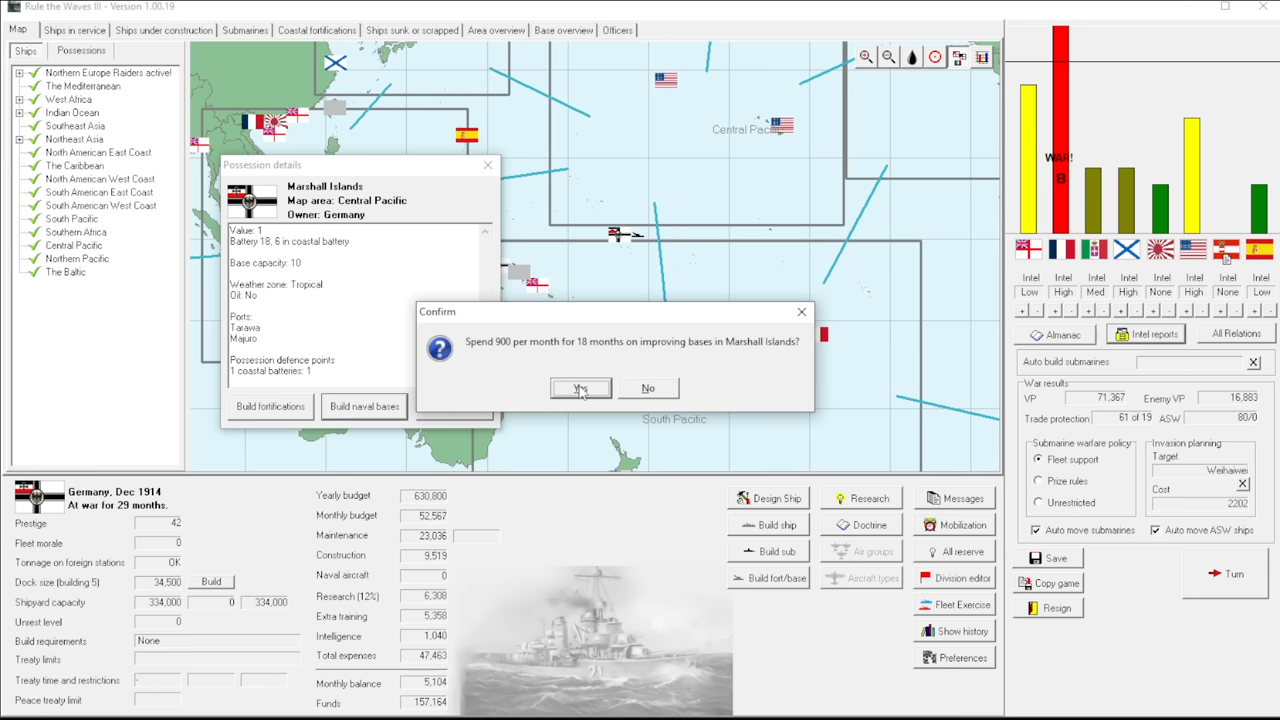 Rule the Waves III - Version 1.00.19
Map
Ships in service
Ships under construction
Submarines
Coastal fortifications
Ships sunk or scrapped
Area overview
Base overview
Officers
Ships
Possessions
Northern Europe Raiders active!
The Mediterranean
West Africa
Indian Ocean
Southeast Asia
Northeast Asia
North American East Coast
The Caribbean
North American West Coast
South American East Coast
South American West Coast
South Pacific
Southern Africa
Central Pacific
Northern Pacific
The Baltic
Central Pacific
South Pacific
Possession details
Marshall Islands
Map area: Central Pacific
Owner: Germany
Value: 1
Battery 18, 6 in coastal battery
Base capacity: 10
Weather zone: Tropical
Oil: No
Ports:
Tarawa
Majuro
Possession defence points
1 coastal batteries: 1
Build fortifications
Build naval bases
Confirm
Spend 900 per month for 18 months on improving bases in Marshall Islands?
Yes
No
WAR!
B
Intel Intel Intel Intel Intel Intel Intel Intel
Low High Med High None High None Low
+ - + - + - + - + - + - + - + -
Almanac
Intel reports
All Relations
Auto build submarines
War results
VP 71,367 Enemy VP 16,883
Trade protection 61 of 19 ASW 80/0
Submarine warfare policy
Fleet support
Prize rules
Unrestricted
Invasion planning
Target
Weihaiwei
Cost
2202
Auto move submarines
Auto move ASW ships
Save
Copy game
Resign
Turn
Germany, Dec 1914
At war for 29 months.
Prestige 42
Fleet morale 0
Tonnage on foreign stations OK
Dock size (building 5) 34,500 Build
Shipyard capacity 334,000 0 334,000
Unrest level 0
Build requirements None
Treaty limits
Treaty time and restrictions -
Peace treaty limit
Yearly budget 630,800
Monthly budget 52,567
Maintenance 23,036
Construction 9,519
Naval aircraft 0
Research (12%) 6,308
Extra training 5,358
Intelligence 1,040
Total expenses 47,463
Monthly balance 5,104
Funds 157,164
Design Ship
Build ship
Build sub
Build fort/base
Research
Doctrine
Air groups
Aircraft types
Messages
Mobilization
All reserve
Division editor
Fleet Exercise
Show history
Preferences